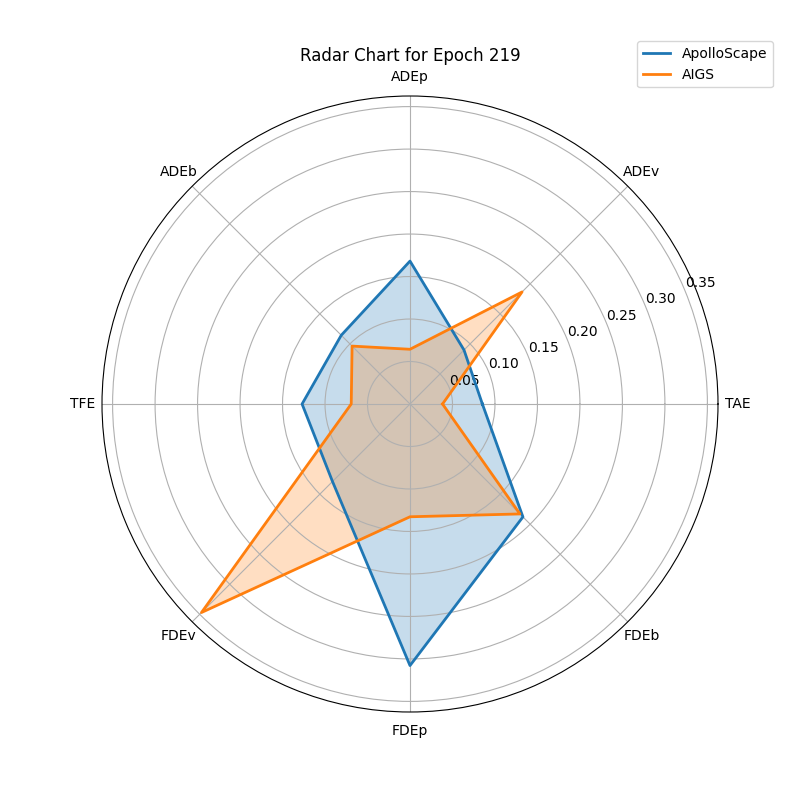 Radar Chart for Epoch 219
ApolloScape
AIGS
ADEp
ADEb
ADEv
0.35
0.30
0.25
0.20
0.15
0.10
0.05
TFE
TAE
FDEv
FDEb
FDEp